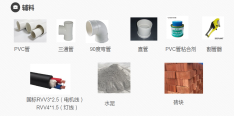 辅料
PVC管
三通管
90度弯管
直管
PVC管粘合剂
割管器
国标RVV3*2.5（电机线）
RVV4*1.5（灯线）
水泥
砖块